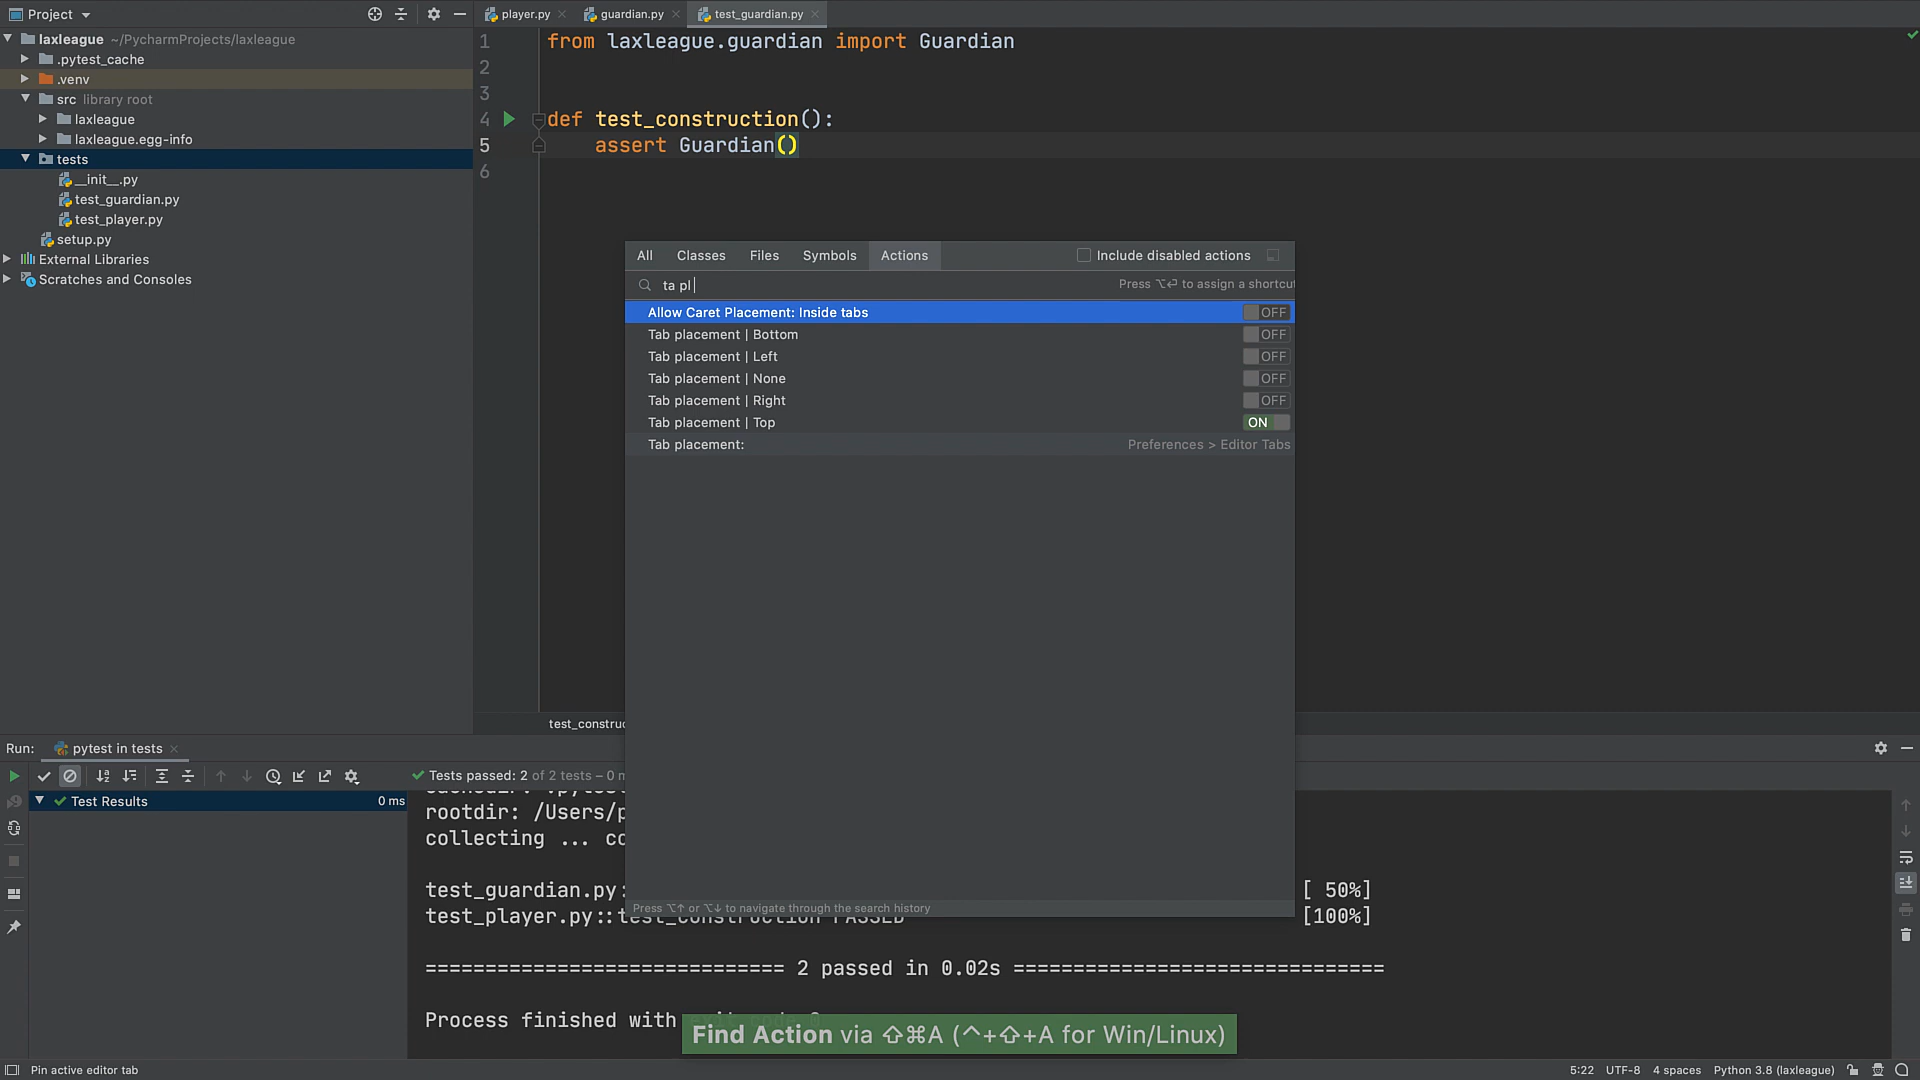 Project
player.py
guardian.py
test_guardian.py
laxleague ~/PycharmProjects/laxleague
.pytest_cache
.venv
src library root
laxleague
laxleague.egg-info
tests
__init__.py
test_guardian.py
test_player.py
setup.py
External Libraries
Scratches and Consoles
1 from laxleague.guardian import Guardian
2
3
4 def test_construction():
5 assert Guardian()
6
All Classes Files Symbols Actions Include disabled actions
ta pl Press ⌥⏎ to assign a shortcut
Allow Caret Placement: Inside tabs OFF
Tab placement | Bottom OFF
Tab placement | Left OFF
Tab placement | None OFF
Tab placement | Right OFF
Tab placement | Top ON
Tab placement: Preferences > Editor Tabs
Press ⌥↑ or ⌥↓ to navigate through the search history
test_construc
Run: pytest in tests
Tests passed: 2 of 2 tests – 0 m
Test Results 0 ms
rootdir: /Users/p
collecting ... co
test_guardian.py: [ 50%]
test_player.py::test_construction PASSED [100%]
============================== 2 passed in 0.02s ===============================
Process finished with exit code 0
Find Action via ⇧⌘A (^+⇧+A for Win/Linux)
Pin active editor tab
5:22 UTF-8 4 spaces Python 3.8 (laxleague)